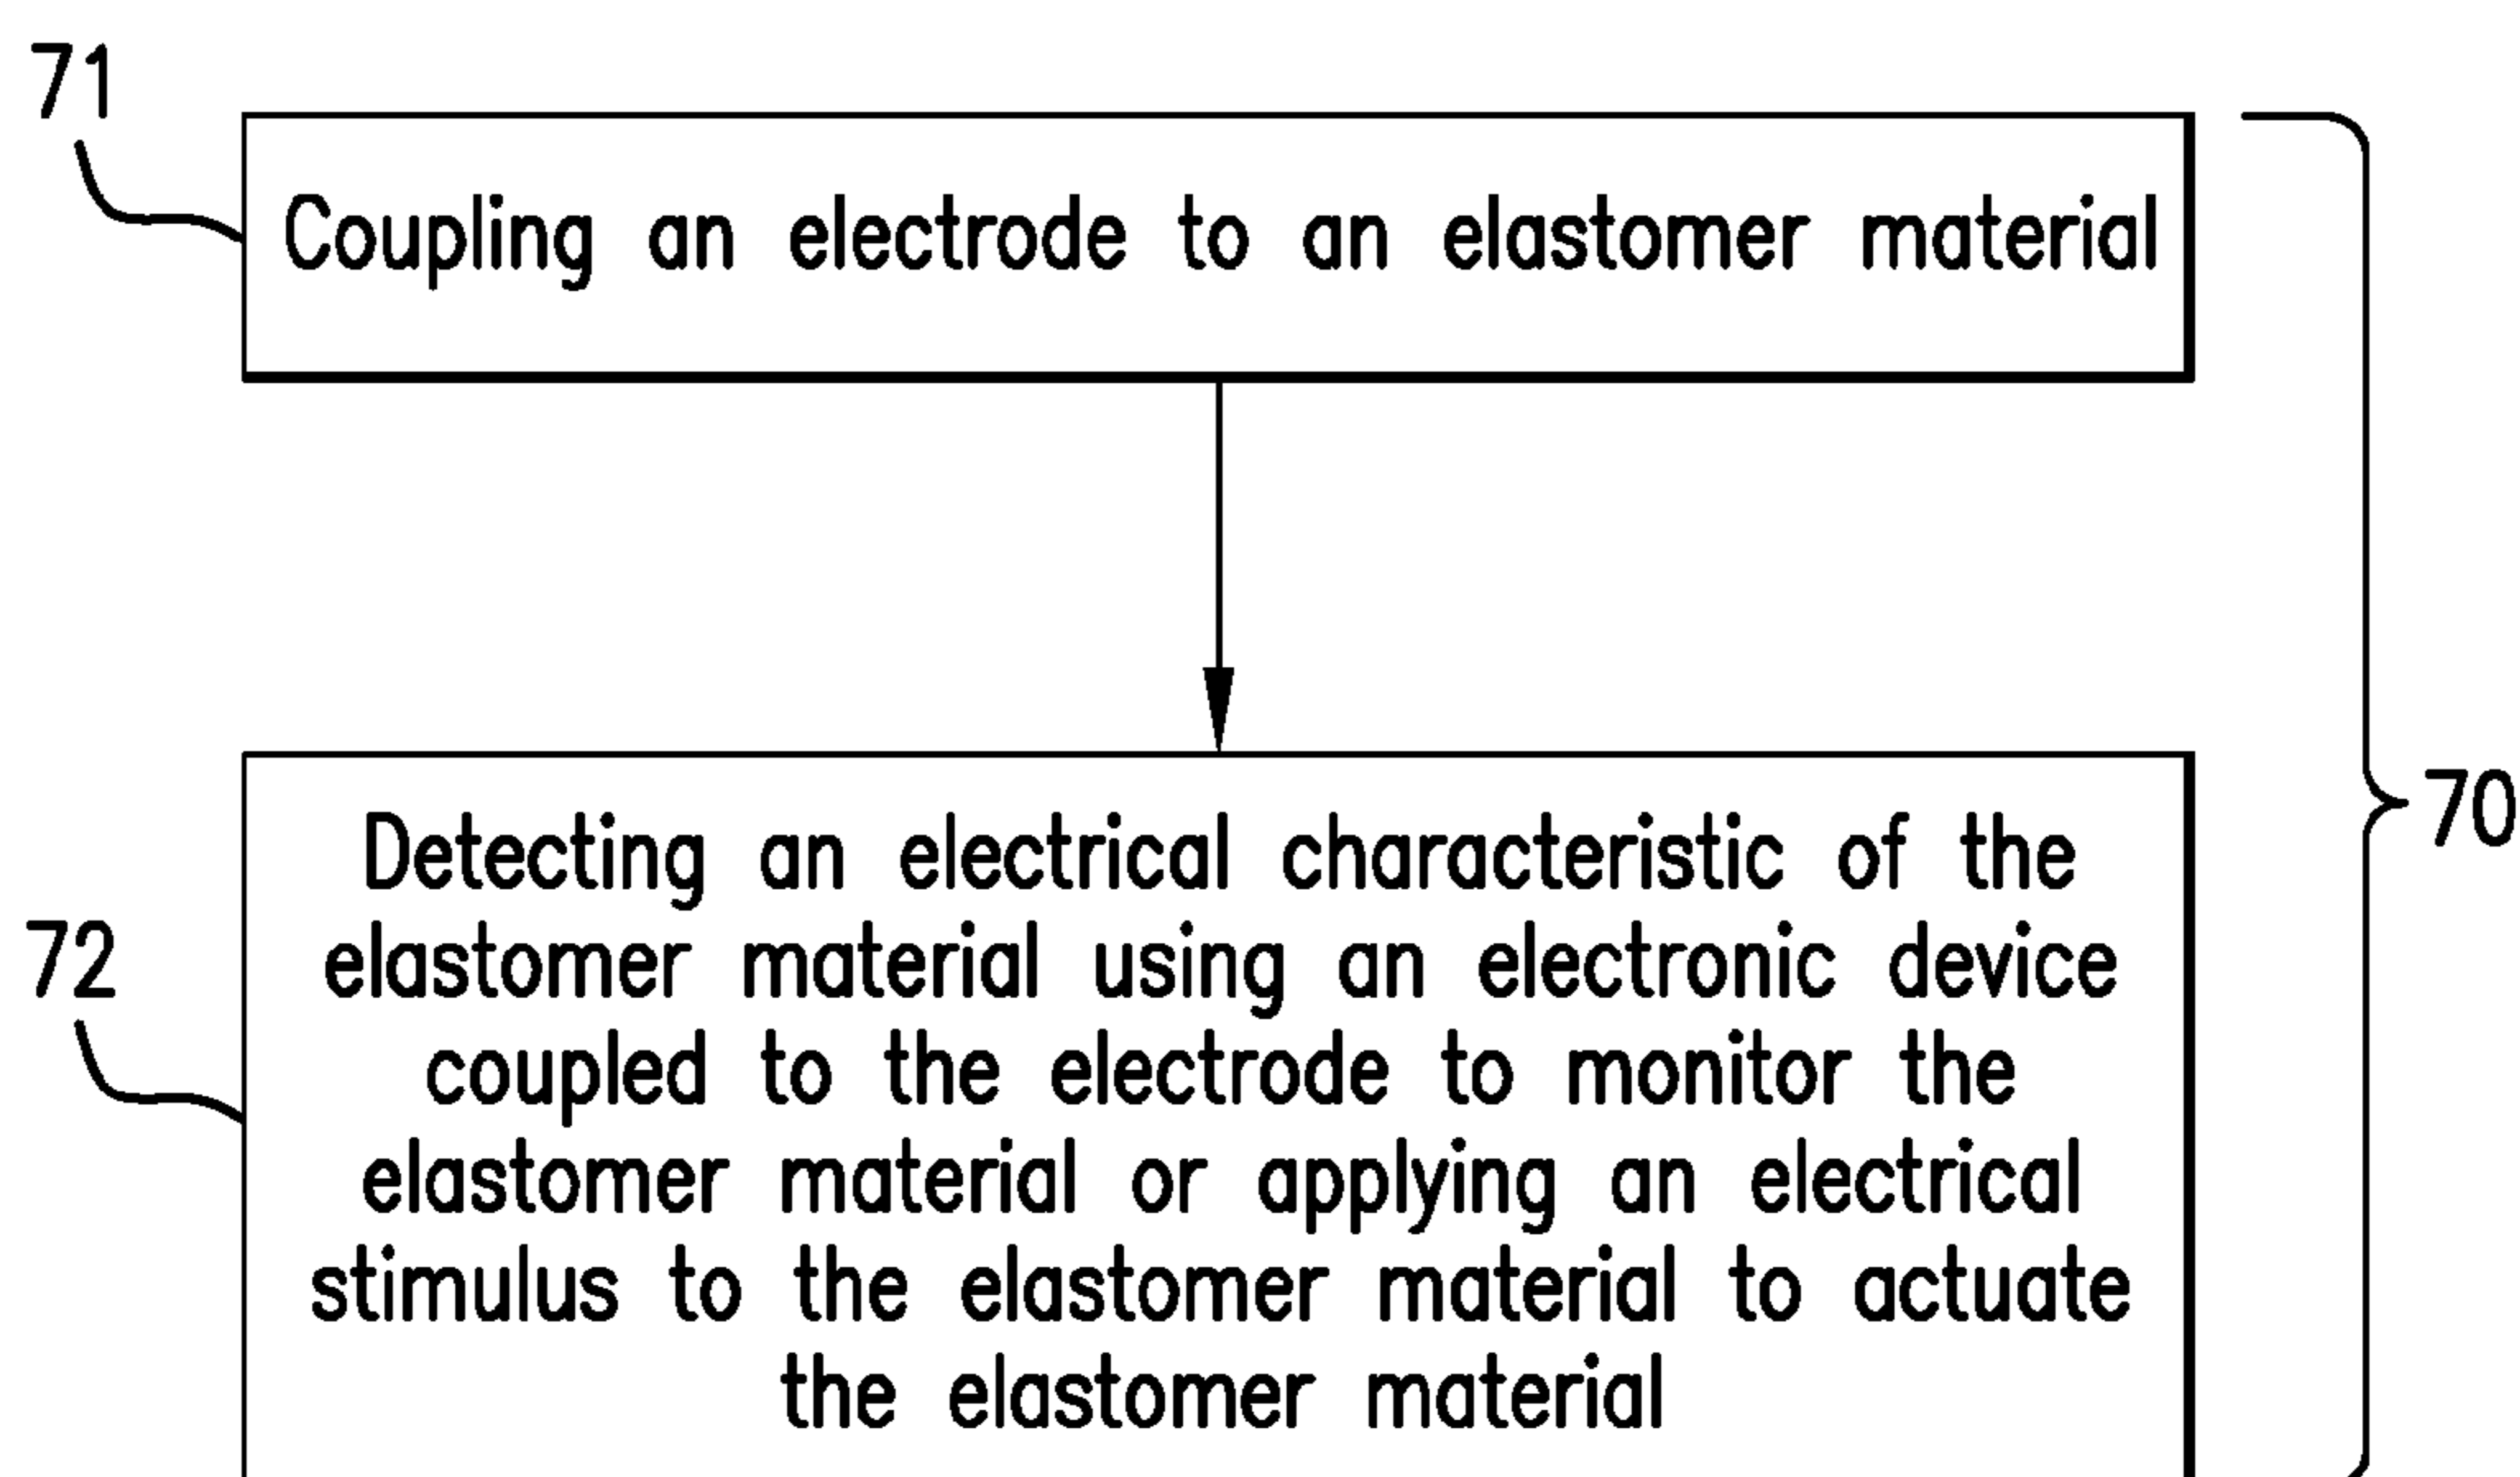 71
Coupling an electrode to an elastomer material
70
72
Detecting an electrical characteristic of the
elastomer material using an electronic device
coupled to the electrode to monitor the
elastomer material or applying an electrical
stimulus to the elastomer material to actuate
the elastomer material